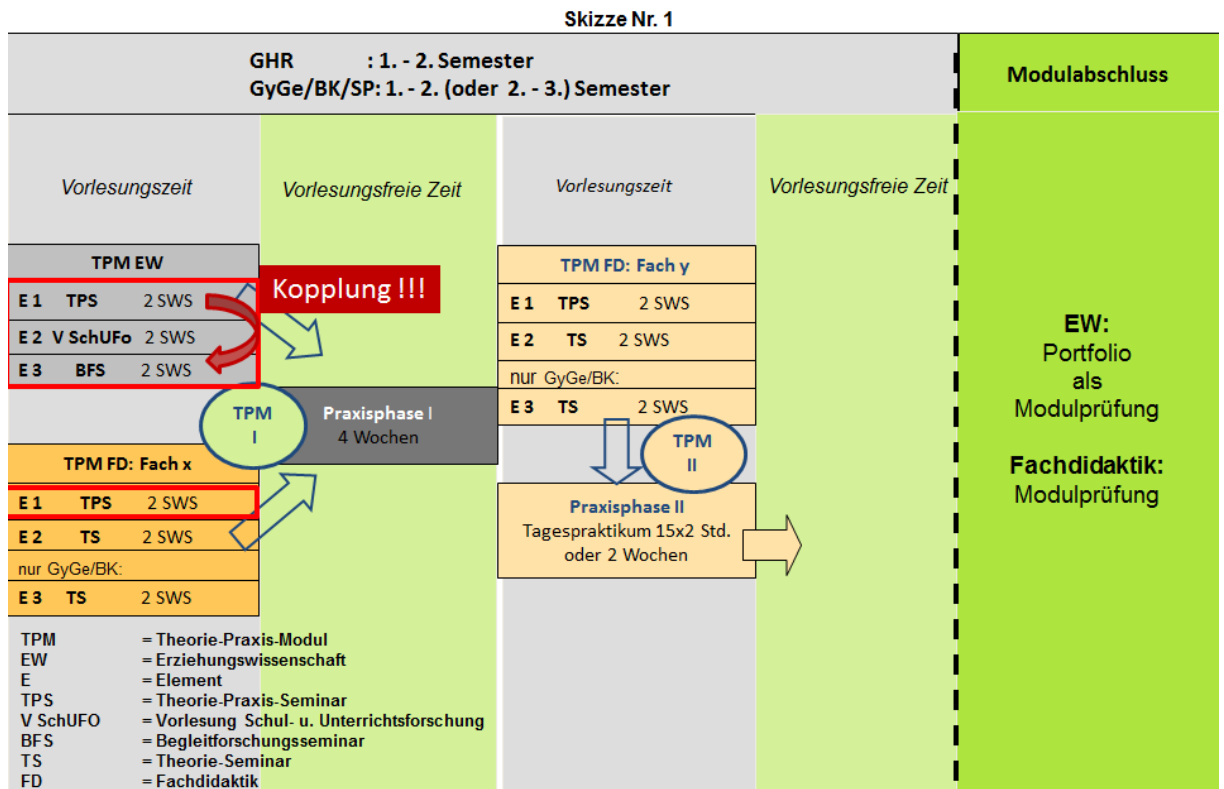 Skizze Nr. 1
GHR : 1. - 2. Semester
GyGe/BK/SP: 1. - 2. (oder 2. - 3.) Semester
Modulabschluss
Vorlesungszeit
Vorlesungsfreie Zeit
Vorlesungszeit
Vorlesungsfreie Zeit
TPM EW
E 1 TPS 2 SWS
E 2 V SchUFo 2 SWS
E 3 BFS 2 SWS
Kopplung !!!
TPM
I
Praxisphase I
4 Wochen
TPM FD: Fach x
E 1 TPS 2 SWS
E 2 TS 2 SWS
nur GyGe/BK:
E 3 TS 2 SWS
TPM FD: Fach y
E 1 TPS 2 SWS
E 2 TS 2 SWS
nur GyGe/BK:
E 3 TS 2 SWS
TPM
II
Praxisphase II
Tagespraktikum 15x2 Std.
oder 2 Wochen
EW:
Portfolio
als
Modulprüfung
Fachdidaktik:
Modulprüfung
TPM = Theorie-Praxis-Modul
EW = Erziehungswissenschaft
E = Element
TPS = Theorie-Praxis-Seminar
V SchUFO = Vorlesung Schul- u. Unterrichtsforschung
BFS = Begleitforschungsseminar
TS = Theorie-Seminar
FD = Fachdidaktik